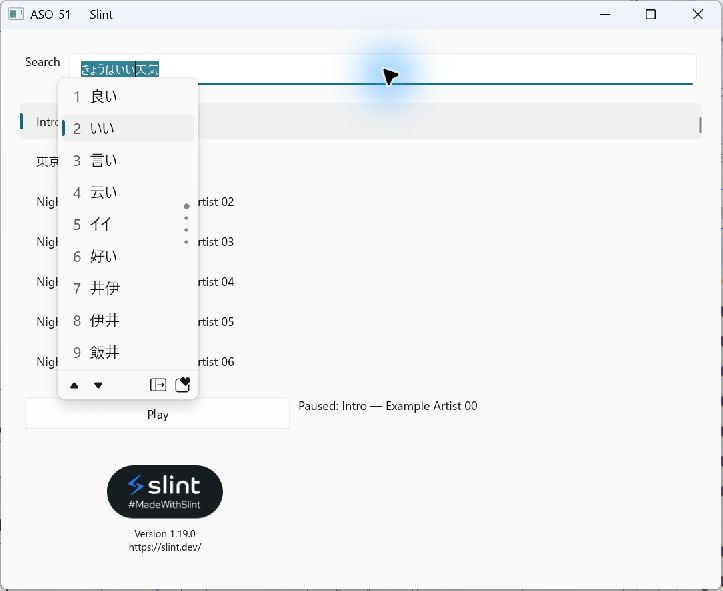 ASO 51 Slint
Search
きょうはいい天気
1 良い
2 いい
3 言い
4 云い
5 イイ
6 好い
7 井伊
8 伊井
9 飯井
Intro
東京
Nigh rtist 02
Nigh rtist 03
Nigh rtist 04
Nigh rtist 05
Nigh rtist 06
Play
Paused: Intro — Example Artist 00
slint
#MadeWithSlint
Version 1.19.0
https://slint.dev/